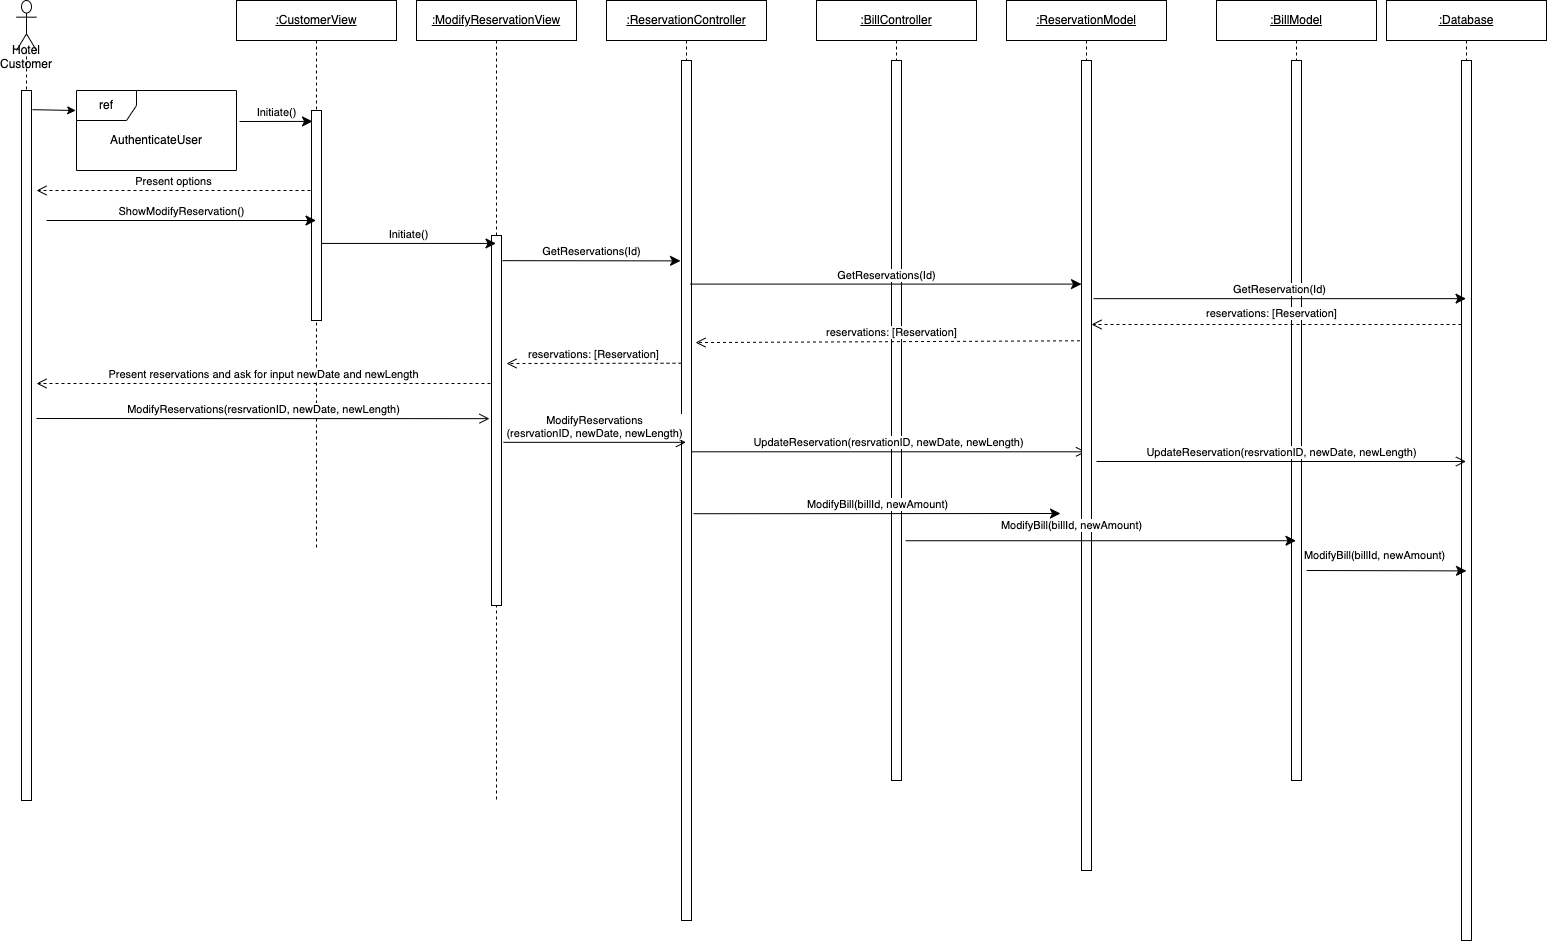 :CustomerView
:ModifyReservationView
:ReservationController
:BillController
:ReservationModel
:BillModel
:Database
Hotel
Customer
ref
AuthenticateUser
Initiate()
Present options
ShowModifyReservation()
Initiate()
GetReservations(Id)
GetReservations(Id)
GetReservation(Id)
reservations: [Reservation]
reservations: [Reservation]
reservations: [Reservation]
Present reservations and ask for input newDate and newLength
ModifyReservations(resrvationID, newDate, newLength)
ModifyReservations
(resrvationID, newDate, newLength)
UpdateReservation(resrvationID, newDate, newLength)
UpdateReservation(resrvationID, newDate, newLength)
ModifyBill(billId, newAmount)
ModifyBill(billId, newAmount)
ModifyBill(billId, newAmount)